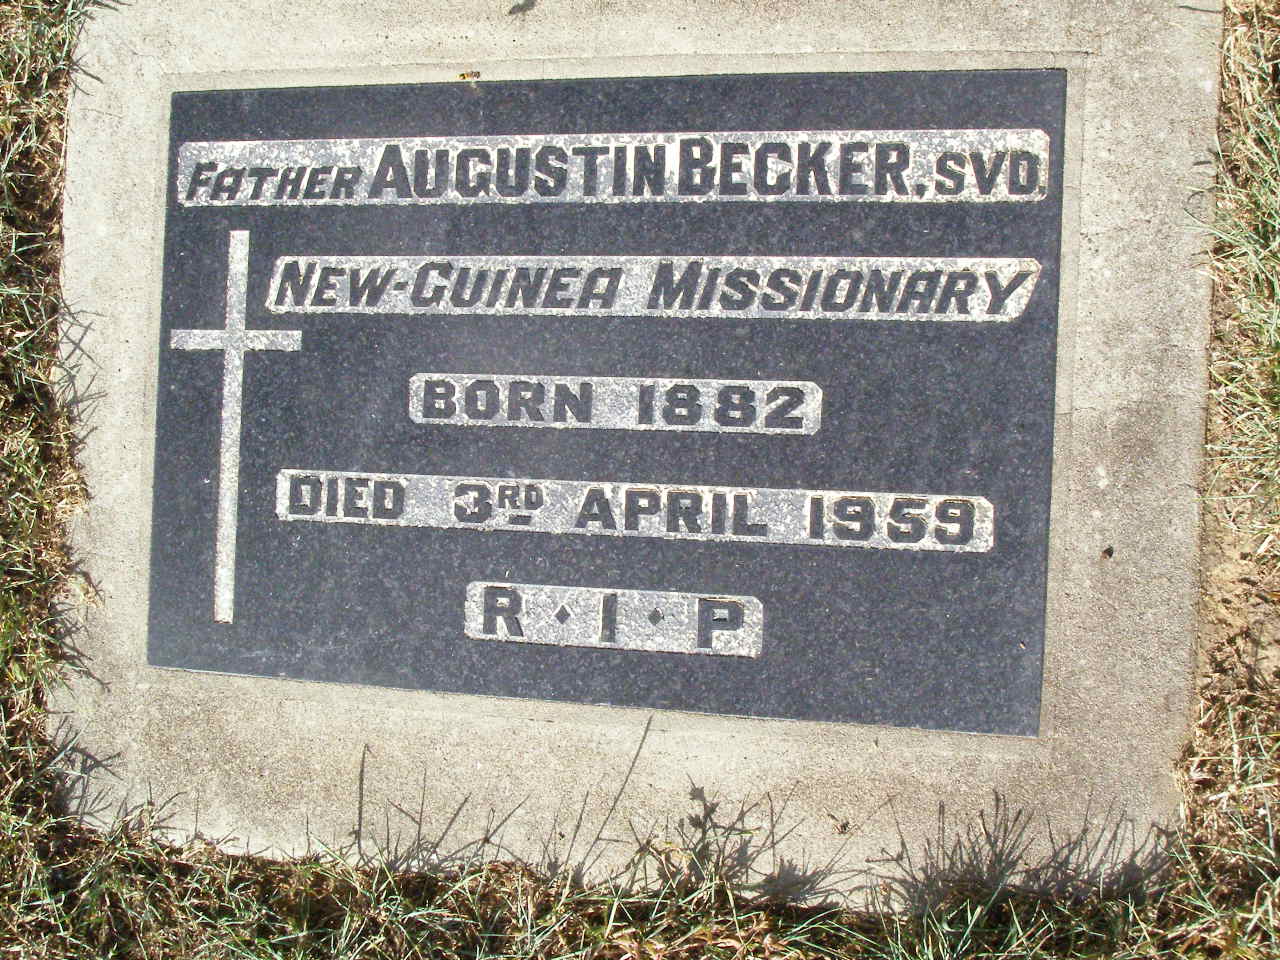 FATHER AUGUSTIN BECKER, SVD.
NEW-GUINEA MISSIONARY
BORN 1882
DIED 3RD APRIL 1959
R·I·P